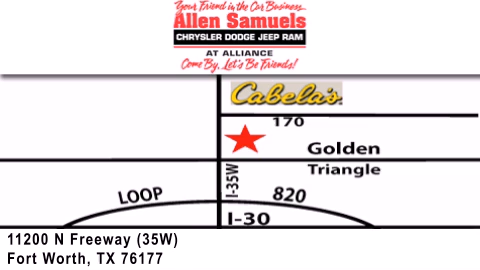 Your Friend in the Car Business
Allen Samuels
CHRYSLER DODGE JEEP RAM
AT ALLIANCE
Come By, Let's Be Friends!
Cabela's
170
Golden
Triangle
I-35W
LOOP 820
I-30
11200 N Freeway (35W)
Fort Worth, TX 76177